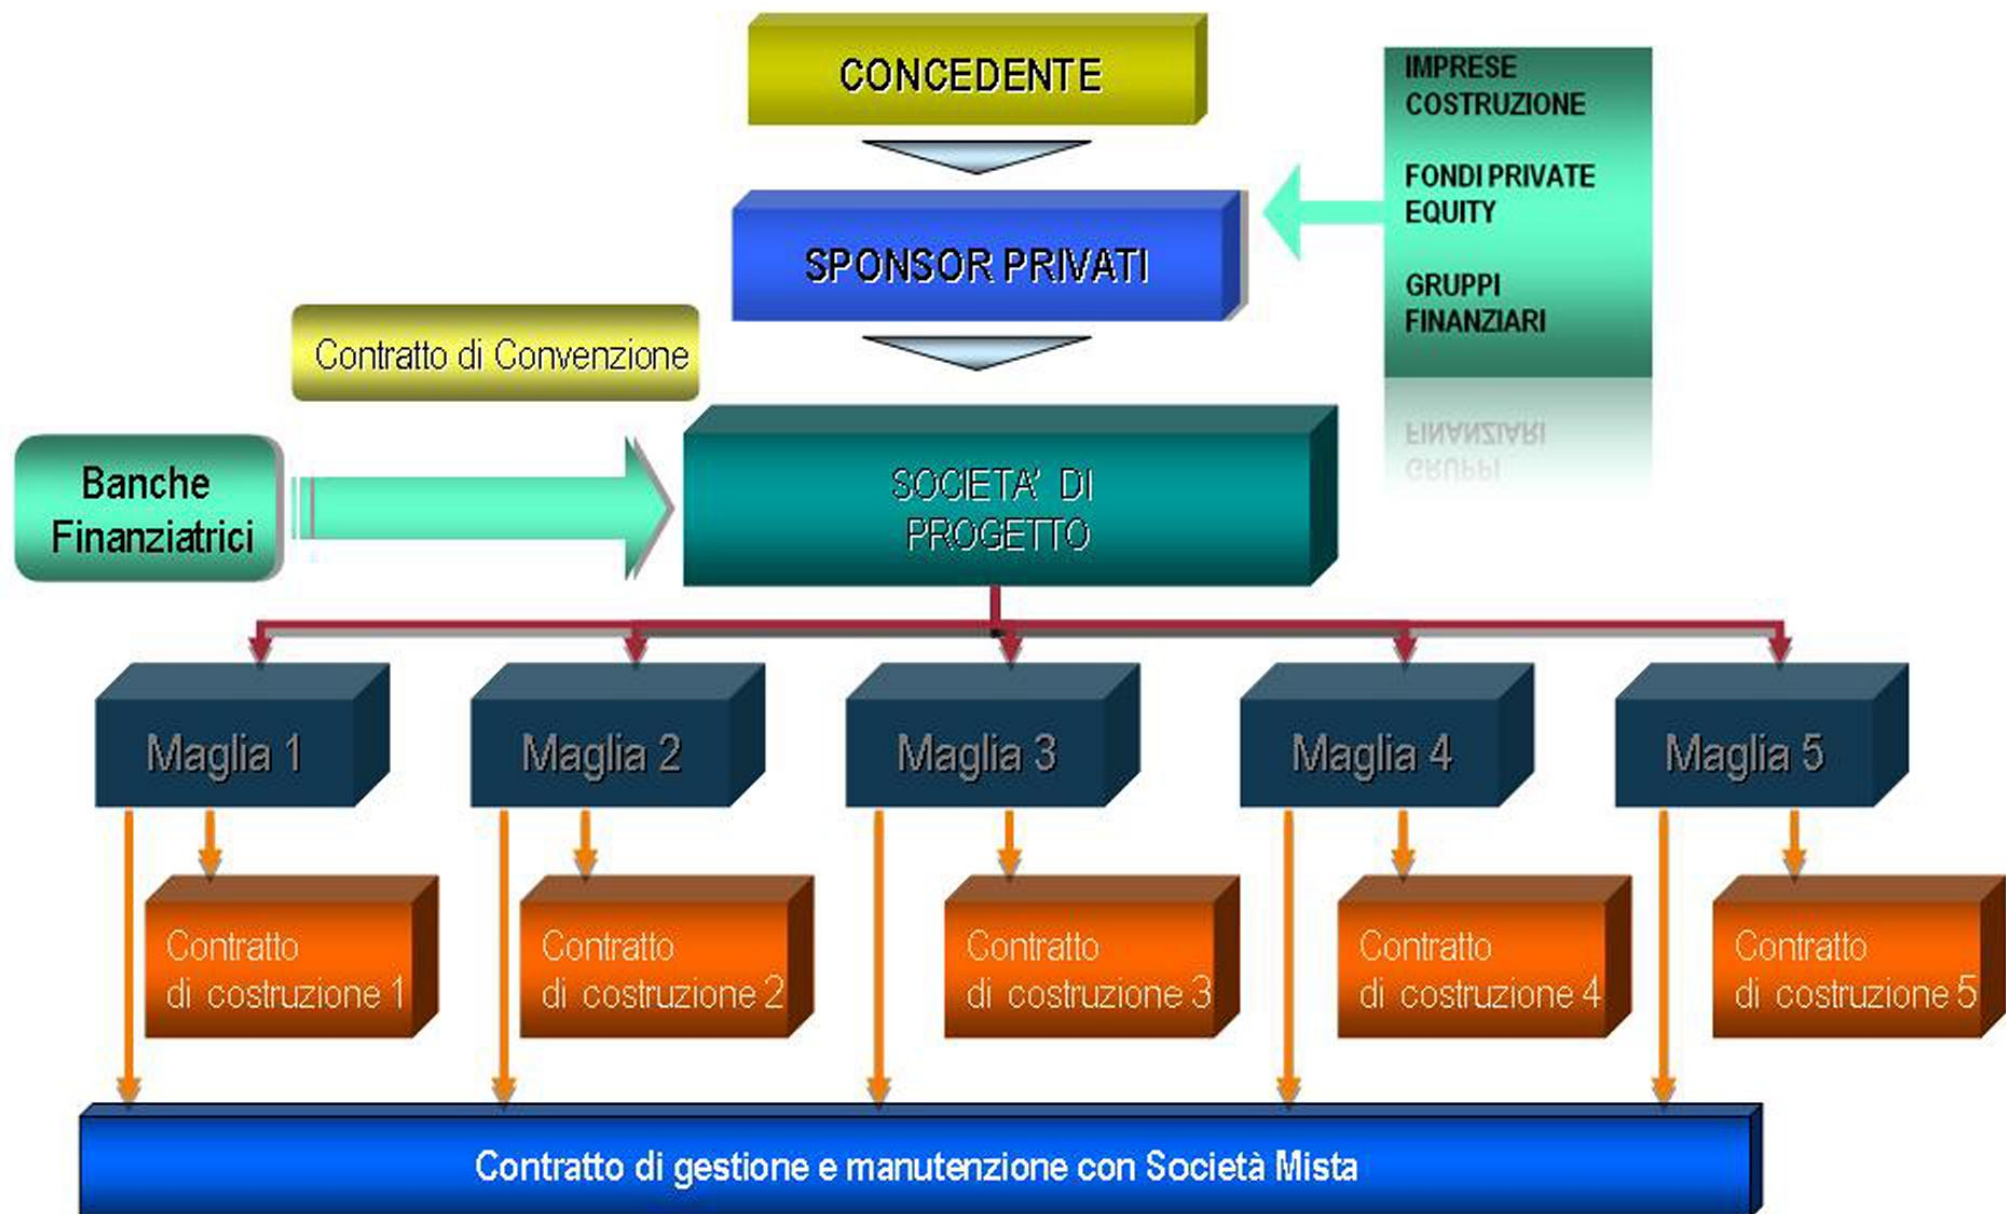 CONCEDENTE
IMPRESE
COSTRUZIONE
FONDI PRIVATE
EQUITY
GRUPPI
FINANZIARI
SPONSOR PRIVATI
Contratto di Convenzione
Banche
Finanziatrici
SOCIETA' DI
PROGETTO
Maglia 1
Maglia 2
Maglia 3
Maglia 4
Maglia 5
Contratto
di costruzione 1
Contratto
di costruzione 2
Contratto
di costruzione 3
Contratto
di costruzione 4
Contratto
di costruzione 5
Contratto di gestione e manutenzione con Società Mista